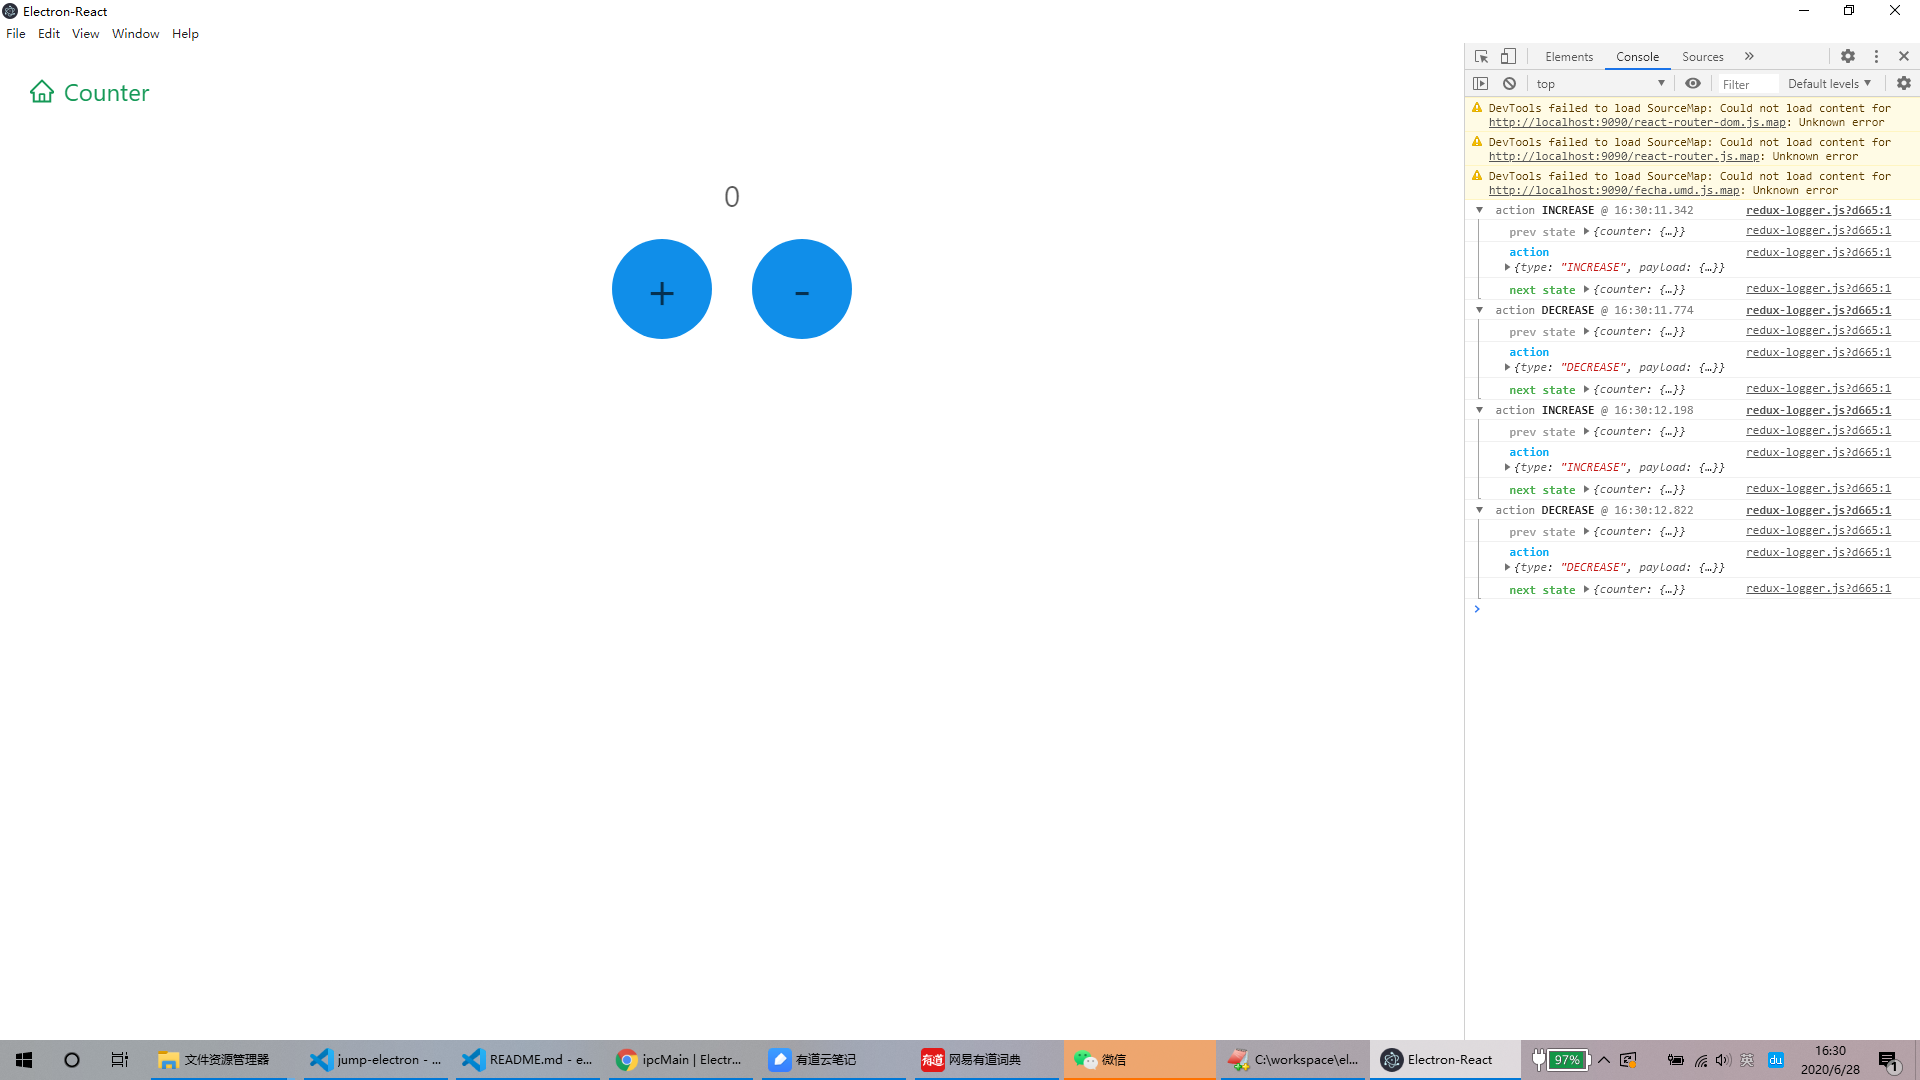 Electron-React
File Edit View Window Help
Counter
0
+ -
Elements Console Sources »
top Filter Default levels
DevTools failed to load SourceMap: Could not load content for
http://localhost:9090/react-router-dom.js.map: Unknown error
DevTools failed to load SourceMap: Could not load content for
http://localhost:9090/react-router.js.map: Unknown error
DevTools failed to load SourceMap: Could not load content for
http://localhost:9090/fecha.umd.js.map: Unknown error
action INCREASE @ 16:30:11.342 redux-logger.js?d665:1
prev state {counter: {…}} redux-logger.js?d665:1
action redux-logger.js?d665:1
{type: "INCREASE", payload: {…}}
next state {counter: {…}} redux-logger.js?d665:1
action DECREASE @ 16:30:11.774 redux-logger.js?d665:1
prev state {counter: {…}} redux-logger.js?d665:1
action redux-logger.js?d665:1
{type: "DECREASE", payload: {…}}
next state {counter: {…}} redux-logger.js?d665:1
action INCREASE @ 16:30:12.198 redux-logger.js?d665:1
prev state {counter: {…}} redux-logger.js?d665:1
action redux-logger.js?d665:1
{type: "INCREASE", payload: {…}}
next state {counter: {…}} redux-logger.js?d665:1
action DECREASE @ 16:30:12.822 redux-logger.js?d665:1
prev state {counter: {…}} redux-logger.js?d665:1
action redux-logger.js?d665:1
{type: "DECREASE", payload: {…}}
next state {counter: {…}} redux-logger.js?d665:1
文件资源管理器 jump-electron - ... README.md - e... ipcMain | Electr... 有道云笔记 有道 网易有道词典 微信 C:\workspace\el... Electron-React 97% 英 du 16:30
2020/6/28 1